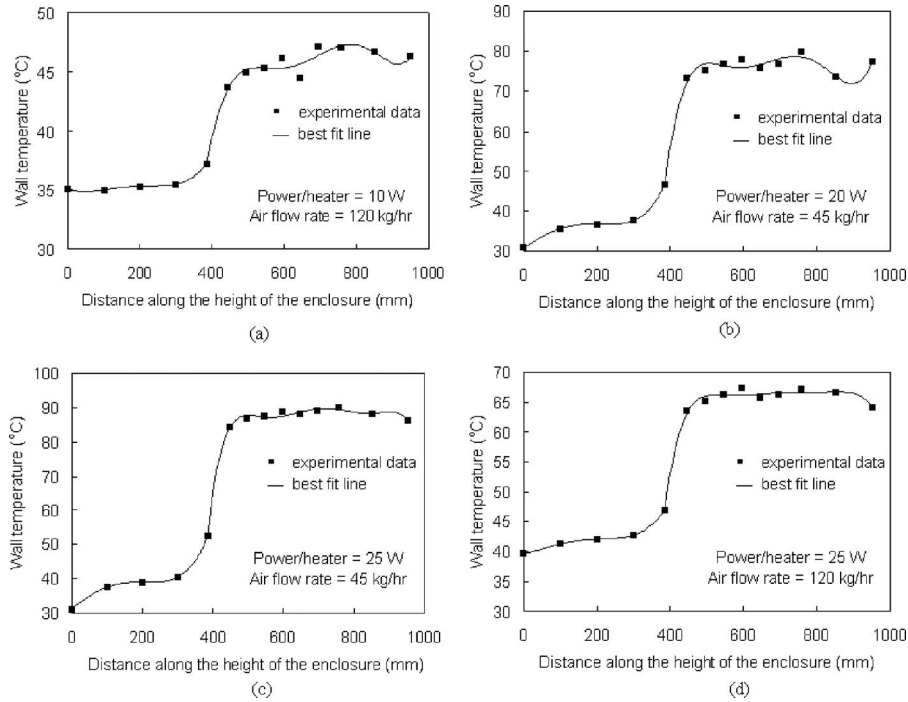 50
45
40
35
30
Wall temperature (°C)
experimental data
best fit line
Power/heater = 10 W
Air flow rate = 120 kg/hr
0 200 400 600 800 1000
Distance along the height of the enclosure (mm)
(a)
90
80
70
60
50
40
30
Wall temperature (°C)
experimental data
best fit line
Power/heater = 20 W
Air flow rate = 45 kg/hr
0 200 400 600 800 1000
Distance along the height of the enclosure (mm)
(b)
100
90
80
70
60
50
40
30
Wall temperature (°C)
experimental data
best fit line
Power/heater = 25 W
Air flow rate = 45 kg/hr
0 200 400 600 800 1000
Distance along the height of the enclosure (mm)
(c)
70
65
60
55
50
45
40
35
30
Wall temperature (°C)
experimental data
best fit line
Power/heater = 25 W
Air flow rate = 120 kg/hr
0 200 400 600 800 1000
Distance along the height of the enclosure (mm)
(d)